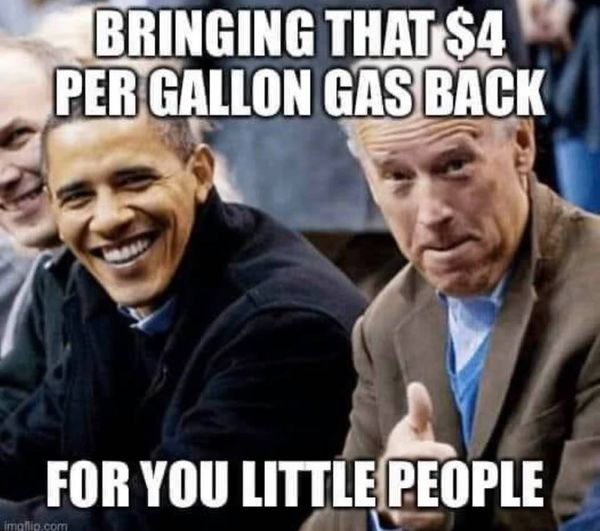 BRINGING THAT $4
PER GALLON GAS BACK
FOR YOU LITTLE PEOPLE
imgflip.com